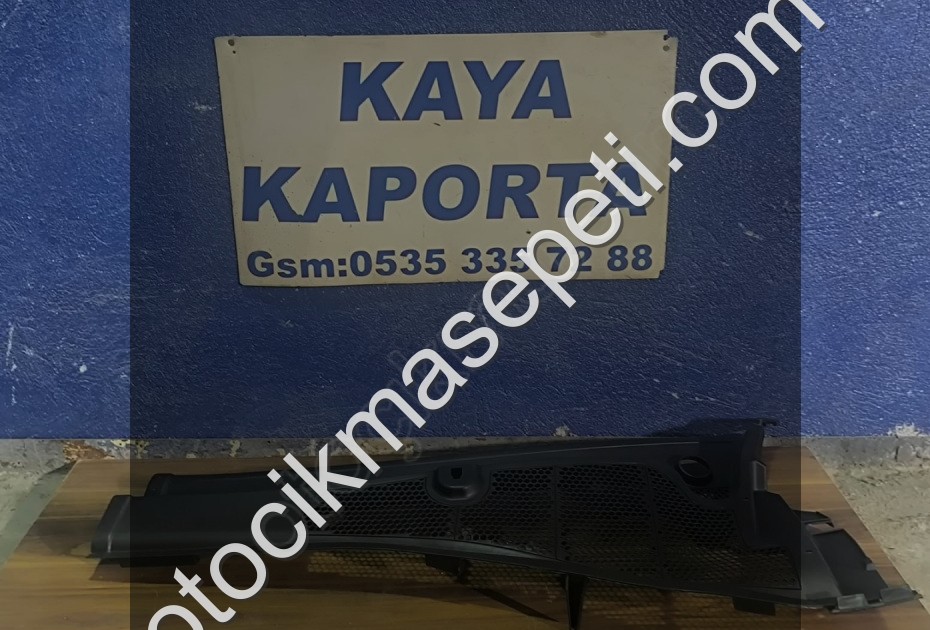 KAYA
KAPORTA
Gsm:0535 335 72 88
otocikmasepeti.com